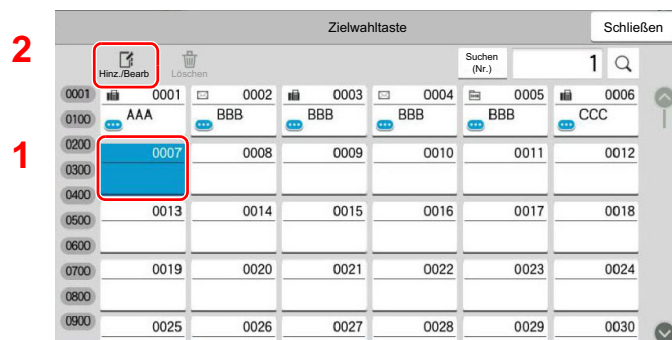 Zielwahltaste Schließen
2
Hinz./Bearb Löschen Suchen (Nr.) 1
0001 0001 0002 0003 0004 0005 0006
0100 AAA BBB BBB BBB BBB CCC
1
0200 0007 0008 0009 0010 0011 0012
0300
0400
0500 0013 0014 0015 0016 0017 0018
0600
0700 0019 0020 0021 0022 0023 0024
0800
0900 0025 0026 0027 0028 0029 0030